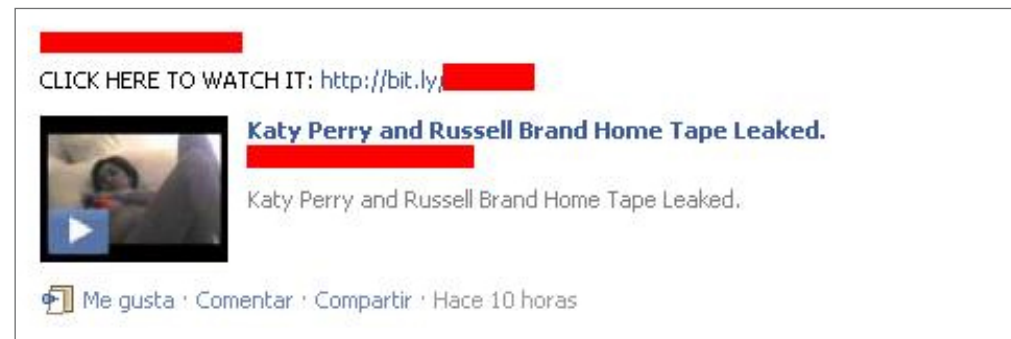 CLICK HERE TO WATCH IT: http://bit.ly/
Katy Perry and Russell Brand Home Tape Leaked.
Katy Perry and Russell Brand Home Tape Leaked.
Me gusta · Comentar · Compartir · Hace 10 horas